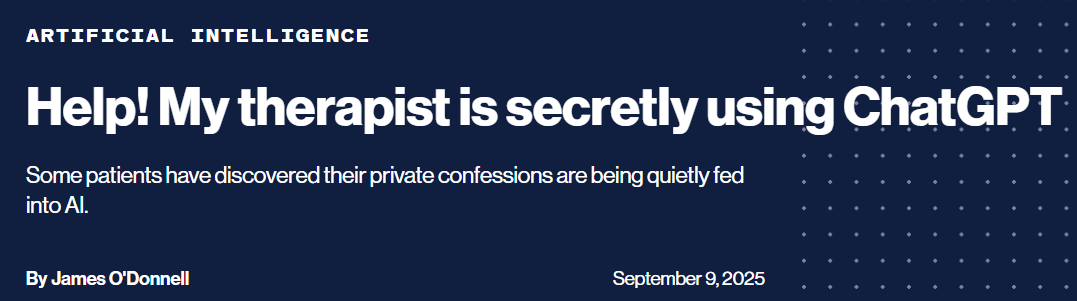 ARTIFICIAL INTELLIGENCE
Help! My therapist is secretly using ChatGPT
Some patients have discovered their private confessions are being quietly fed
into AI.
By James O'Donnell
September 9, 2025